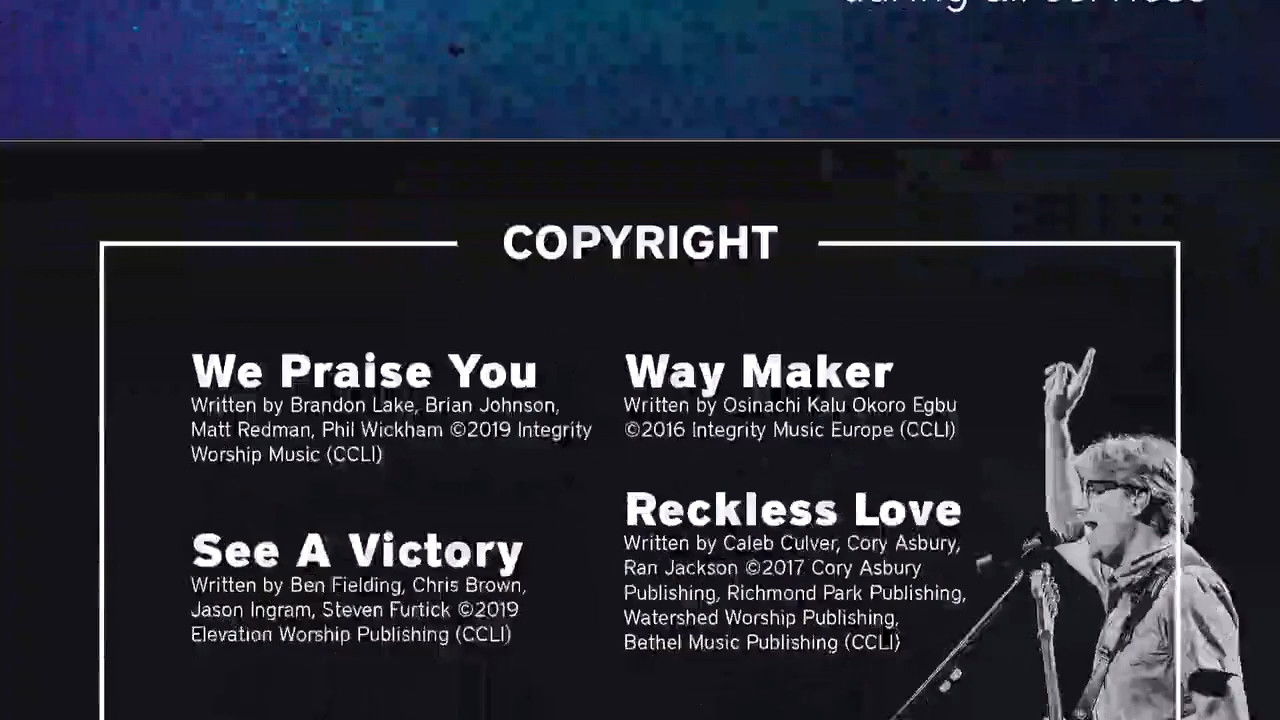 during all services
COPYRIGHT
We Praise You
Written by Brandon Lake, Brian Johnson,
Matt Redman, Phil Wickham ©2019 Integrity
Worship Music (CCLI)
See A Victory
Written by Ben Fielding, Chris Brown,
Jason Ingram, Steven Furtick ©2019
Elevation Worship Publishing (CCLI)
Way Maker
Written by Osinachi Kalu Okoro Egbu
©2016 Integrity Music Europe (CCLI)
Reckless Love
Written by Caleb Culver, Cory Asbury,
Ran Jackson ©2017 Cory Asbury
Publishing, Richmond Park Publishing,
Watershed Worship Publishing,
Bethel Music Publishing (CCLI)